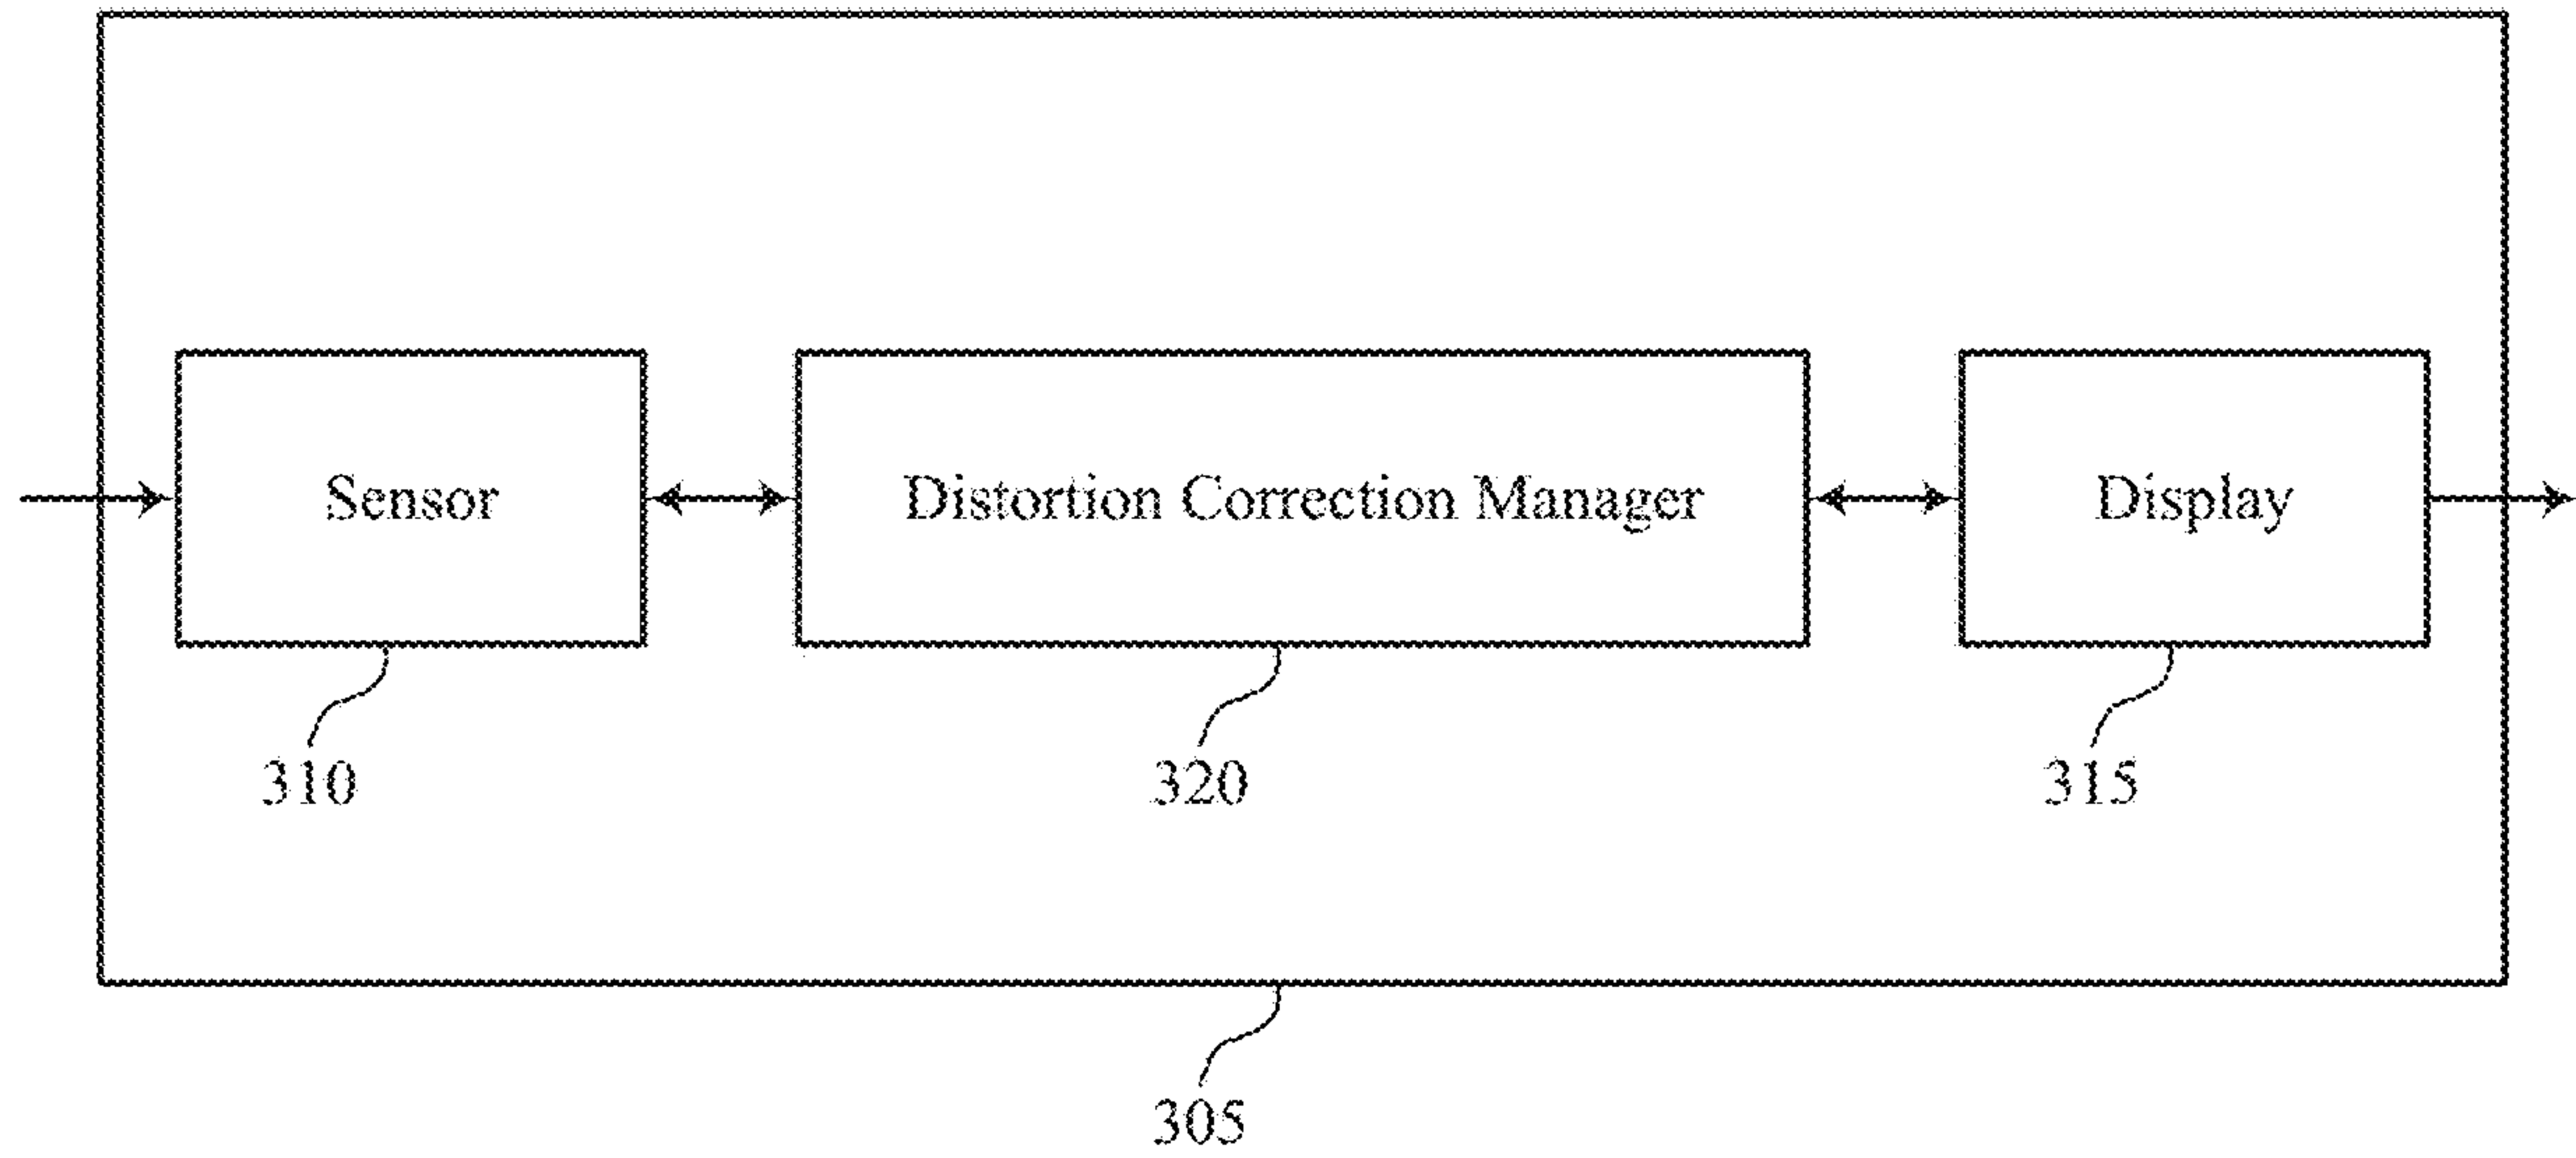 Sensor
Distortion Correction Manager
Display
310
320
315
305